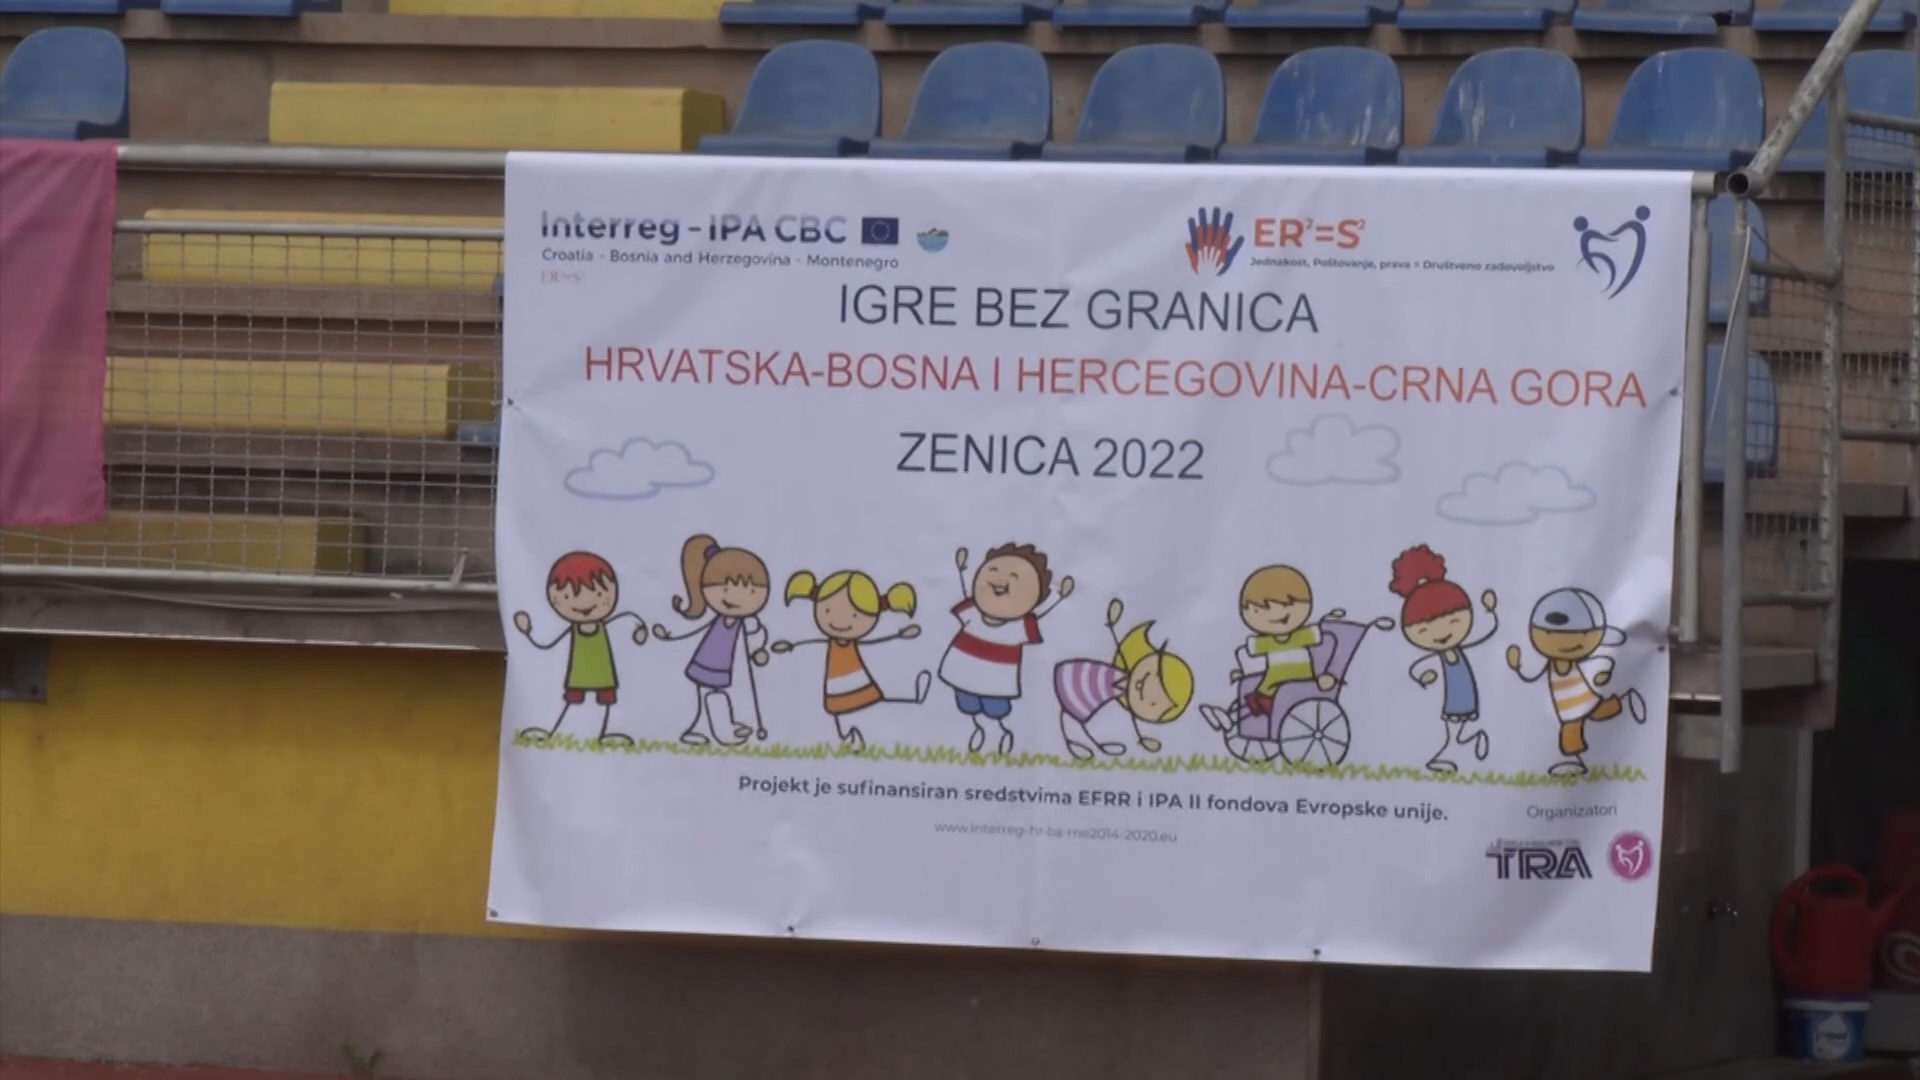 Interreg - IPA CBC
Croatia - Bosnia and Herzegovina - Montenegro
ER²=S²
ER²=S²
Jednakost, Poštovanje, prava = Društveno zadovoljstvo
IGRE BEZ GRANICA
HRVATSKA-BOSNA I HERCEGOVINA-CRNA GORA
ZENICA 2022
Projekt je sufinansiran sredstvima EFRR i IPA II fondova Evropske unije.
www.interreg-hr-ba-me2014-2020.eu
Organizatori
TRA